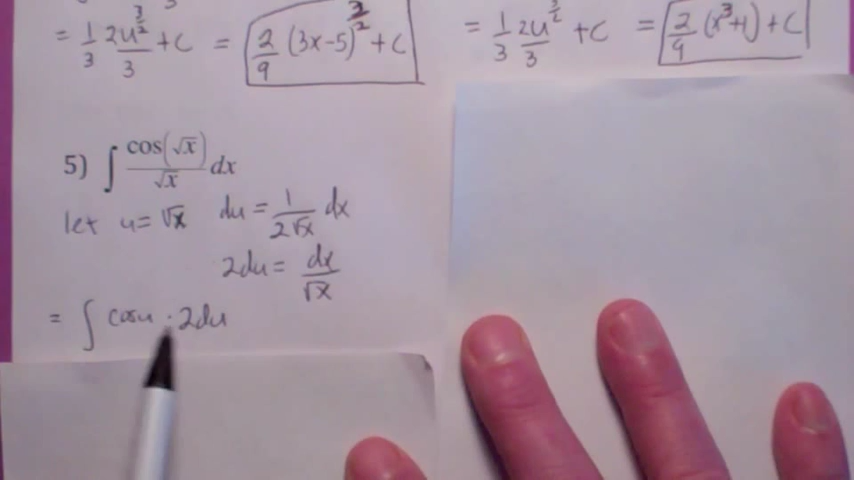 = 1/3 2u^(3/2)/3 + C = 2/9 (3x-5)^(3/2) + C
= 1/3 2u^(3/2)/3 + C = 2/9 (x³+1) + C
5) ∫ cos(√x)/√x dx
let u = √x du = 1/(2√x) dx
2du = dx/√x
= ∫ cosu · 2du